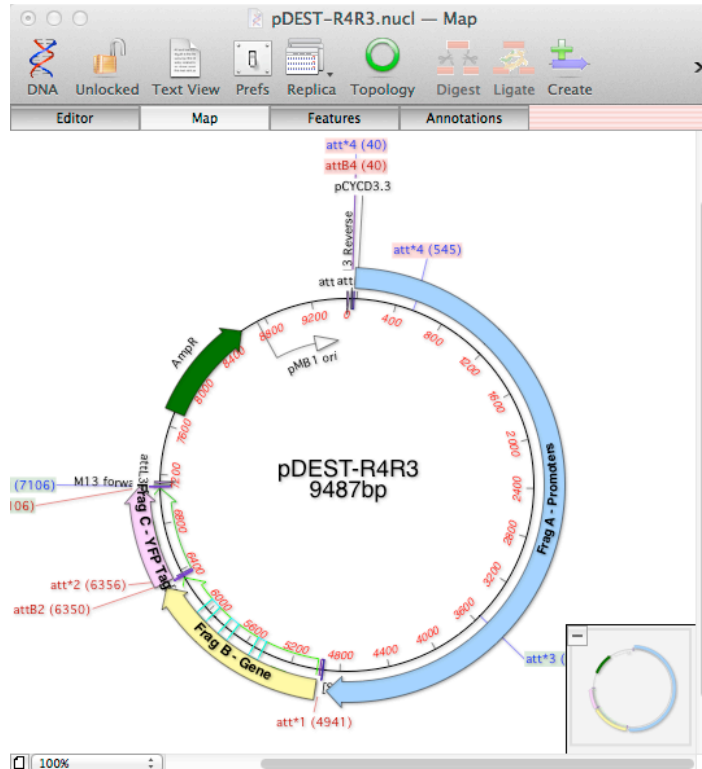 pDEST-R4R3.nucl — Map
DNA Unlocked Text View Prefs Replica Topology Digest Ligate Create
Editor Map Features Annotations
att*4 (40)
attB4 (40)
pCYCD3.3
3 Reverse
att*4 (545)
att att
AmpR
pMB1 ori
0 400 800 1200 1600 2000 2400 2800 3200 3600 4000 4400 4800 5200 5600 6000 6400 6800 7200 7600 8000 8400 8800 9200
pDEST-R4R3
9487bp
Frag A - Promoters
attL3
M13 forwa
(7106)
106)
Frag C - YFP Tag
att*2 (6356)
attB2 (6350)
Frag B - Gene
att*3 (
att*1 (4941)
100%